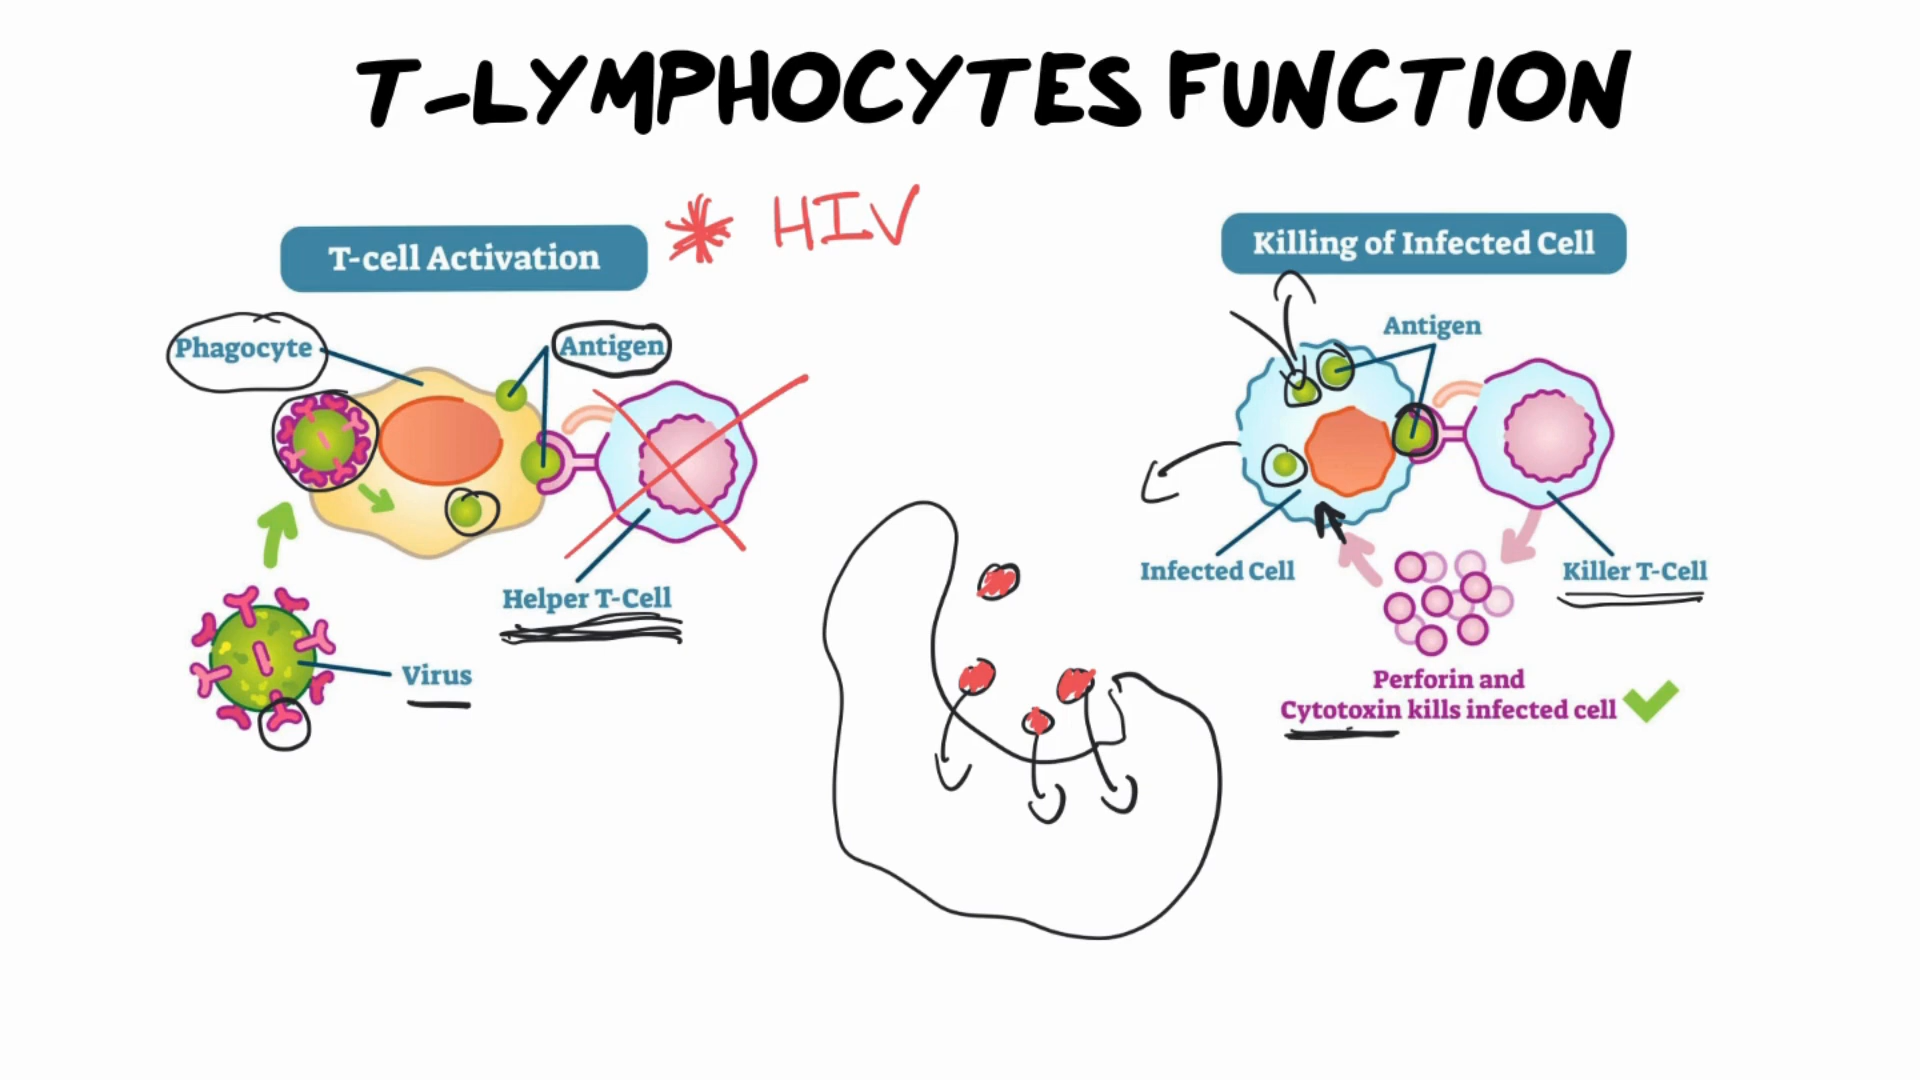 T-LYMPHOCYTES FUNCTION
* HIV
T-cell Activation
Phagocyte
Antigen
Helper T-Cell
Virus
Killing of Infected Cell
Antigen
Infected Cell
Killer T-Cell
Perforin and
Cytotoxin kills infected cell